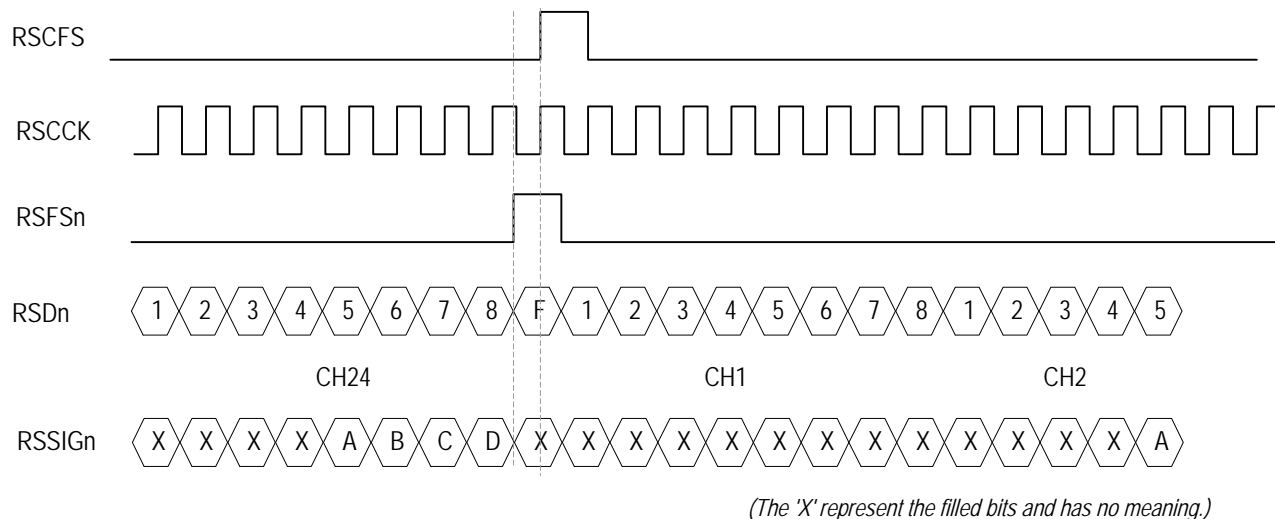 RSCFS
RSCCK
RSFSn
RSDn 1 2 3 4 5 6 7 8 F 1 2 3 4 5 6 7 8 1 2 3 4 5
CH24 CH1 CH2
RSSIGn X X X X A B C D X X X X X X X X X X X X X A
(The 'X' represent the filled bits and has no meaning.)